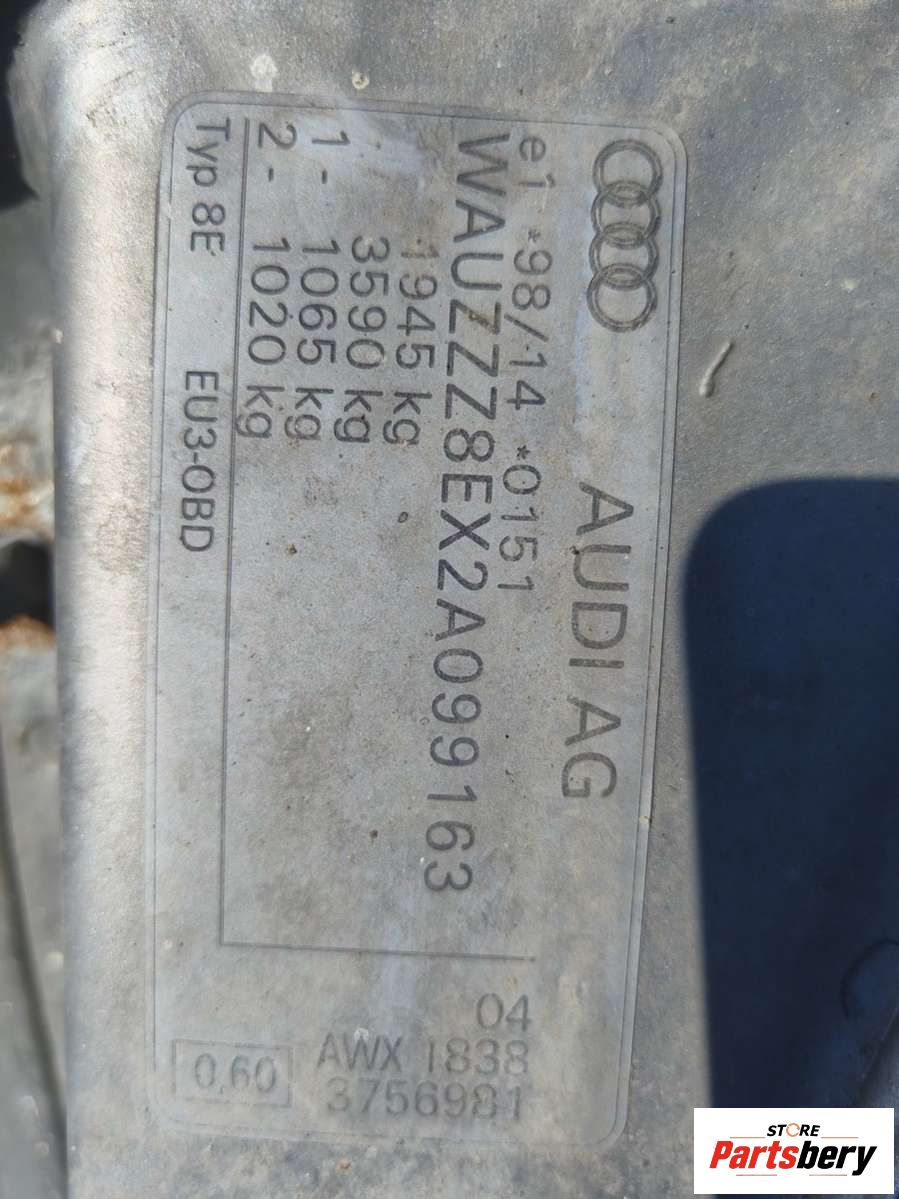 AUDI AG
e1 *98/14 *0151
WAUZZZ8EX2A099163
1945 kg
3590 kg
1 - 1065 kg
2 - 1020 kg
Typ 8E EU3-OBD
04
AWX 1838
3756981
0,60
STORE
Partsbery